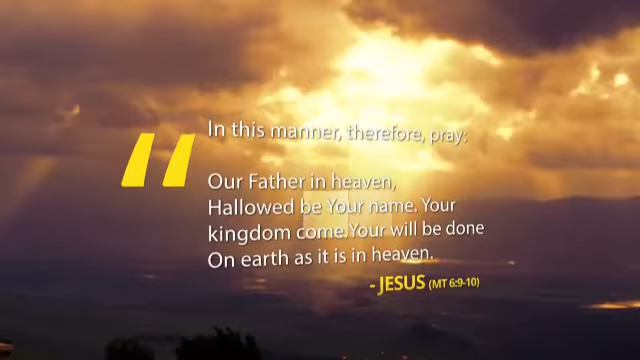 “
In this manner, therefore, pray:
Our Father in heaven,
Hallowed be Your name. Your
kingdom come.Your will be done
On earth as it is in heaven.
- JESUS (MT 6:9-10)